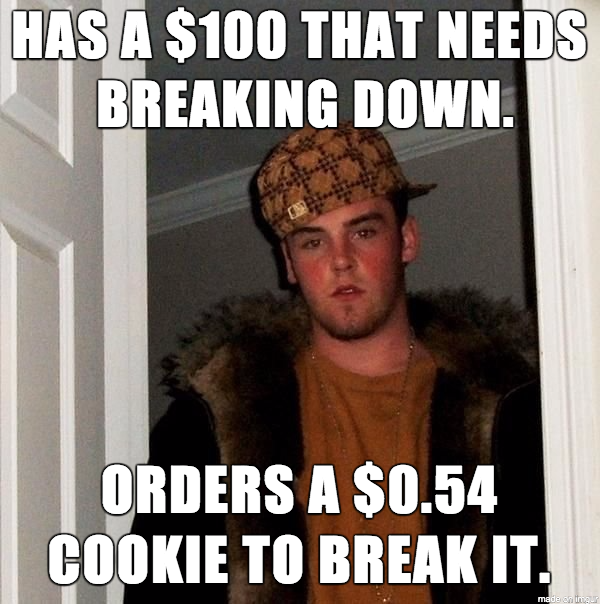 HAS A $100 THAT NEEDS
BREAKING DOWN.
ORDERS A $0.54
COOKIE TO BREAK IT.
made on imgur